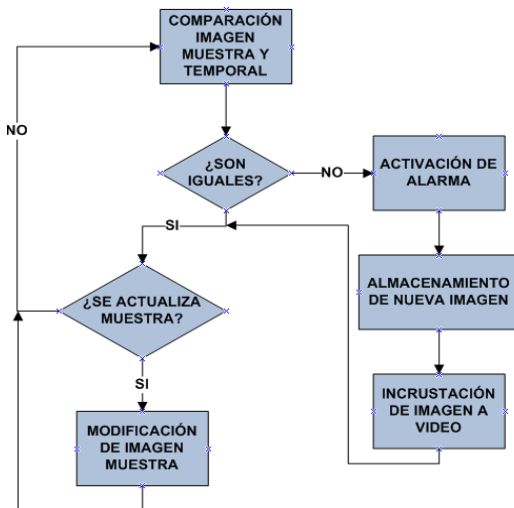 COMPARACIÓN
IMAGEN
MUESTRA Y
TEMPORAL
NO
¿SON
IGUALES?
NO
ACTIVACIÓN DE
ALARMA
SI
ALMACENAMIENTO
DE NUEVA IMAGEN
¿SE ACTUALIZA
MUESTRA?
SI
INCRUSTACIÓN
DE IMAGEN A
VIDEO
MODIFICACIÓN
DE IMAGEN
MUESTRA